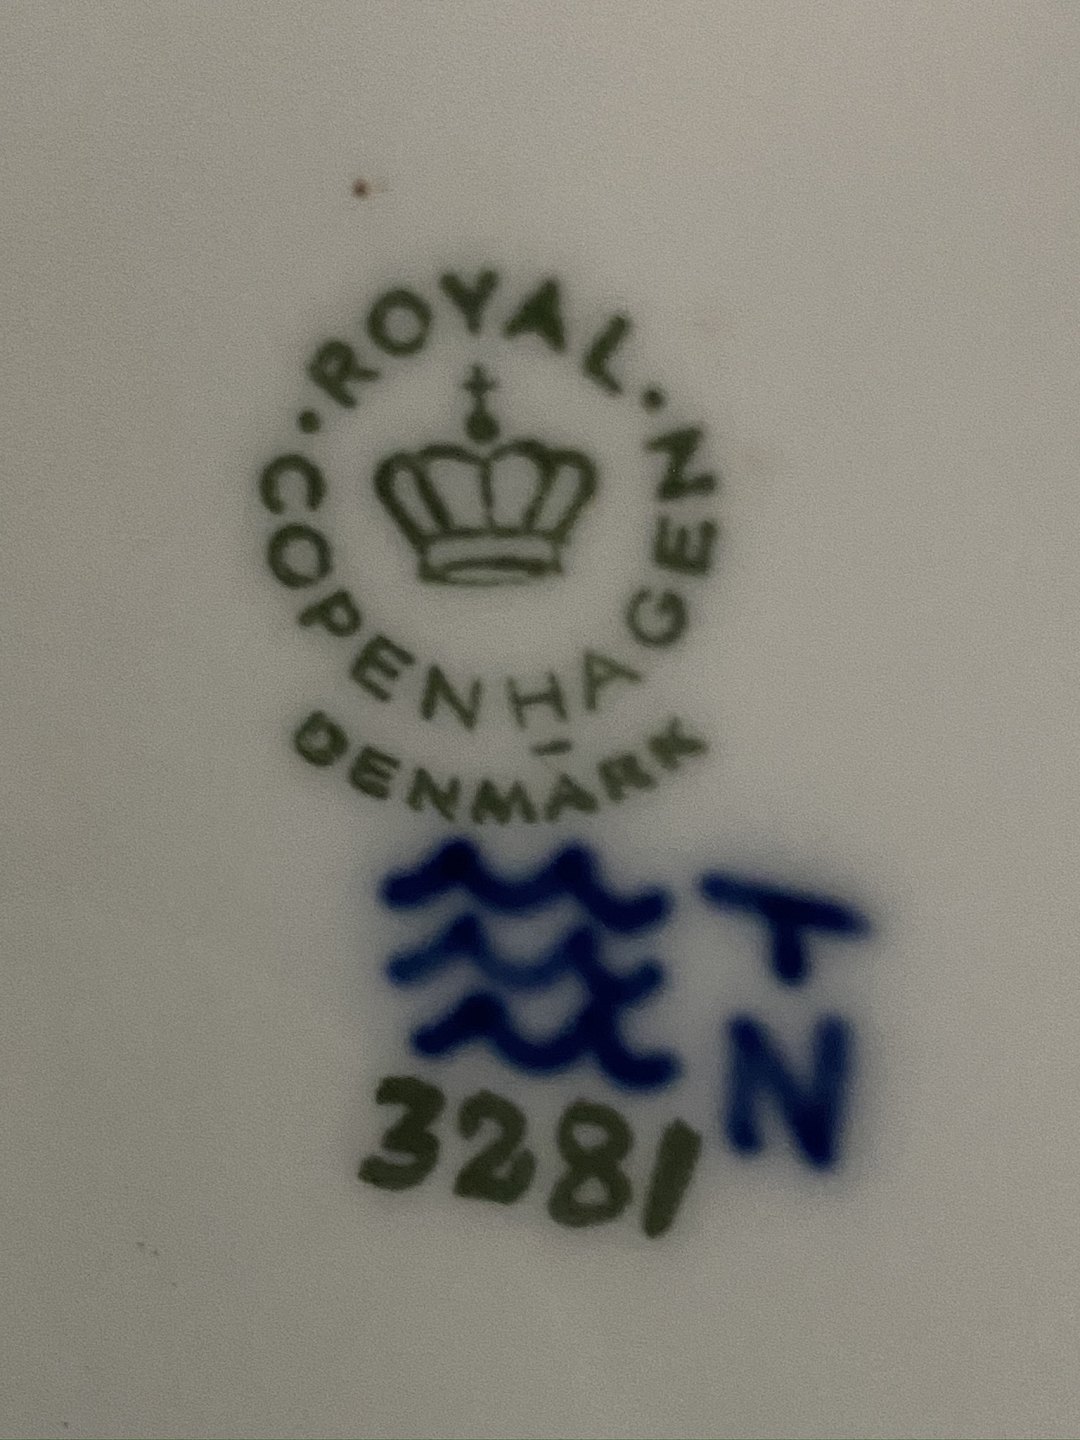 · ROYAL ·
COPENHAGEN
DENMARK
T
N
3281